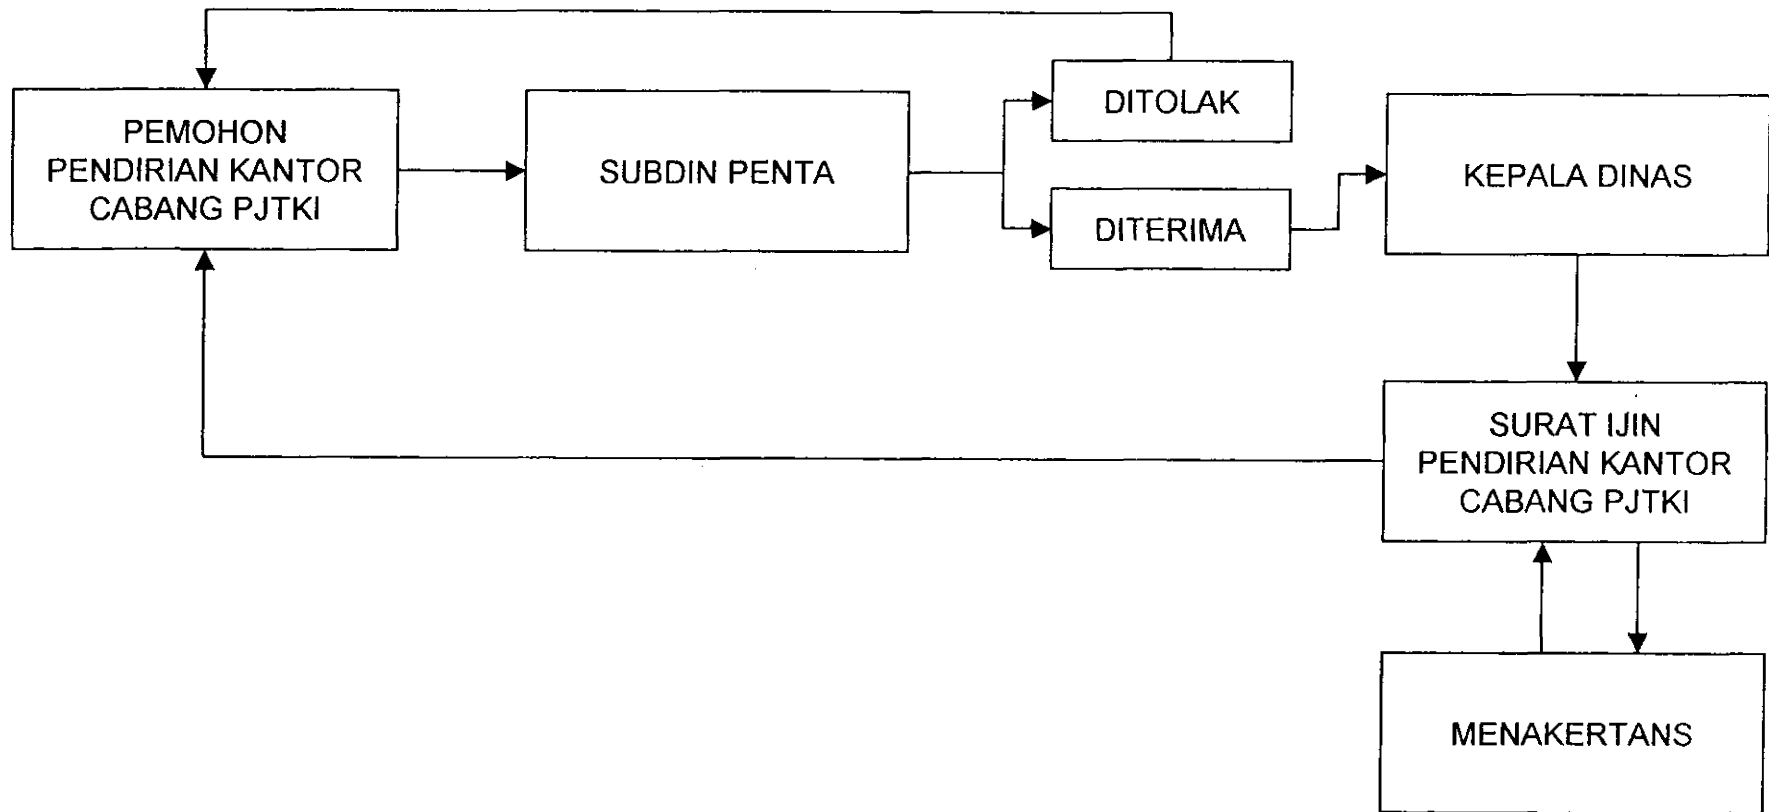 PEMOHON
PENDIRIAN KANTOR
CABANG PJTKI
SUBDIN PENTA
DITOLAK
DITERIMA
KEPALA DINAS
SURAT IJIN
PENDIRIAN KANTOR
CABANG PJTKI
MENAKERTANS